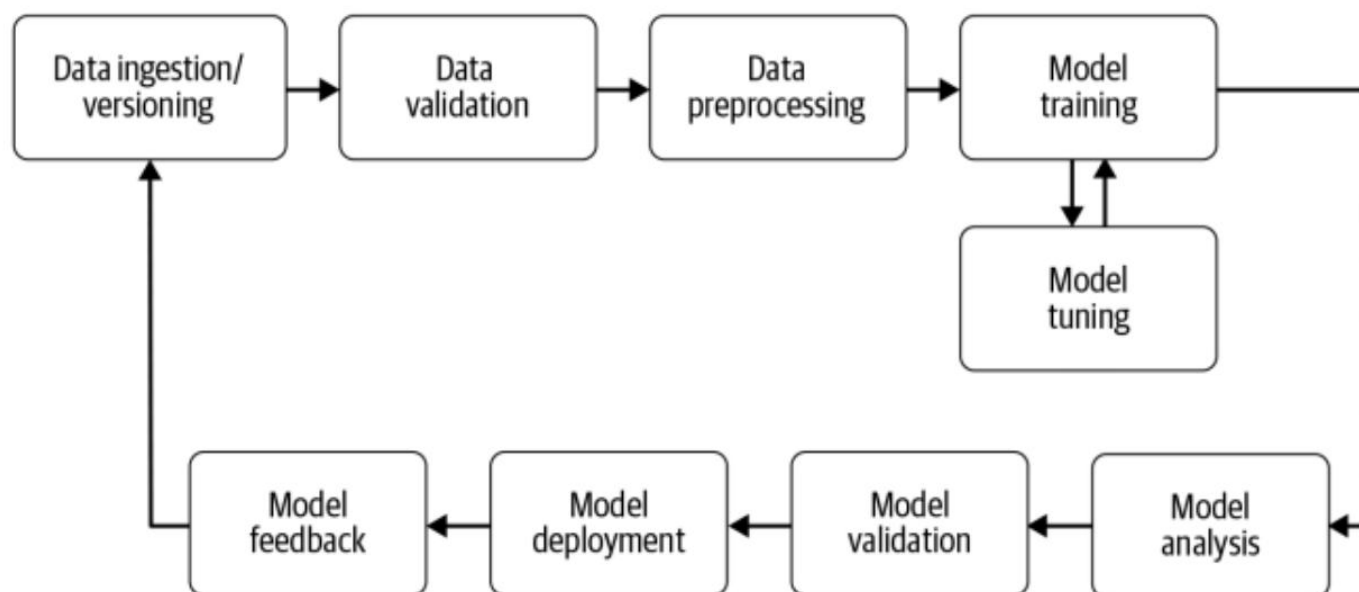 Data ingestion/
versioning
Data
validation
Data
preprocessing
Model
training
Model
tuning
Model
feedback
Model
deployment
Model
validation
Model
analysis